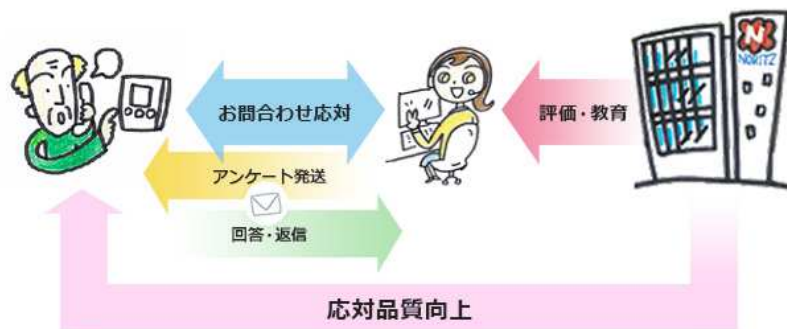 N
NORITZ
お問合わせ応対
評価・教育
アンケート発送
回答・返信
応対品質向上